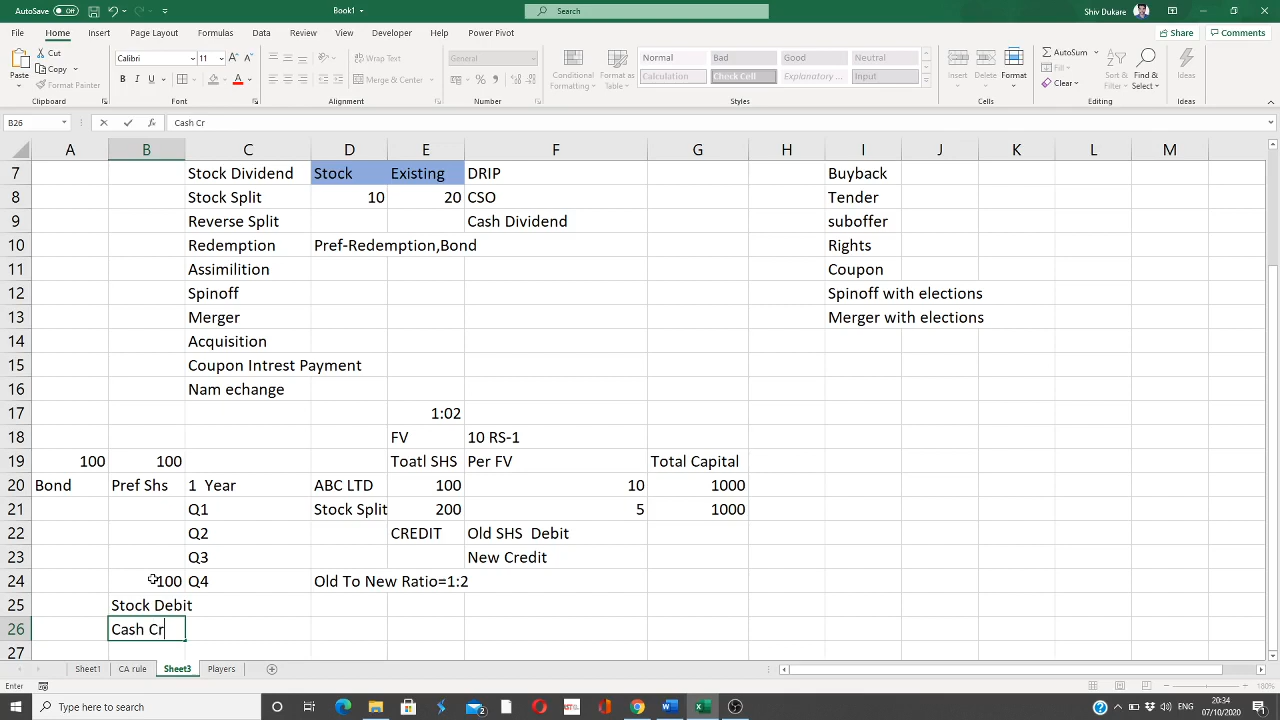 AutoSave Off Book1 Search Shiv Dukare
File Home Insert Page Layout Formulas Data Review View Developer Help Power Pivot Share Comments
Paste Cut Copy Format Painter Clipboard
Calibri 11 B I U Font
Wrap Text Merge & Center Alignment
General Number
Conditional Formatting Format as Table Normal Bad Good Neutral Calculation Check Cell Explanatory ... Input Styles
Insert Delete Format Cells
AutoSum Fill Clear Sort & Filter Find & Select Editing
Ideas Ideas
B26 fx Cash Cr
A B C D E F G H I J K L M
7 Stock Dividend Stock Existing DRIP Buyback
8 Stock Split 10 20 CSO Tender
9 Reverse Split Cash Dividend suboffer
10 Redemption Pref-Redemption,Bond Rights
11 Assimilition Coupon
12 Spinoff Spinoff with elections
13 Merger Merger with elections
14 Acquisition
15 Coupon Intrest Payment
16 Nam echange
17 1:02
18 FV 10 RS-1
19 100 100 Toatl SHS Per FV Total Capital
20 Bond Pref Shs 1 Year ABC LTD 100 10 1000
21 Q1 Stock Split 200 5 1000
22 Q2 CREDIT Old SHS Debit
23 Q3 New Credit
24 100 Q4 Old To New Ratio=1:2
25 Stock Debit
26 Cash Cr
27
Sheet1 CA rule Sheet3 Players
Enter 180%
Type here to search ENG 20:34
07/10/2020